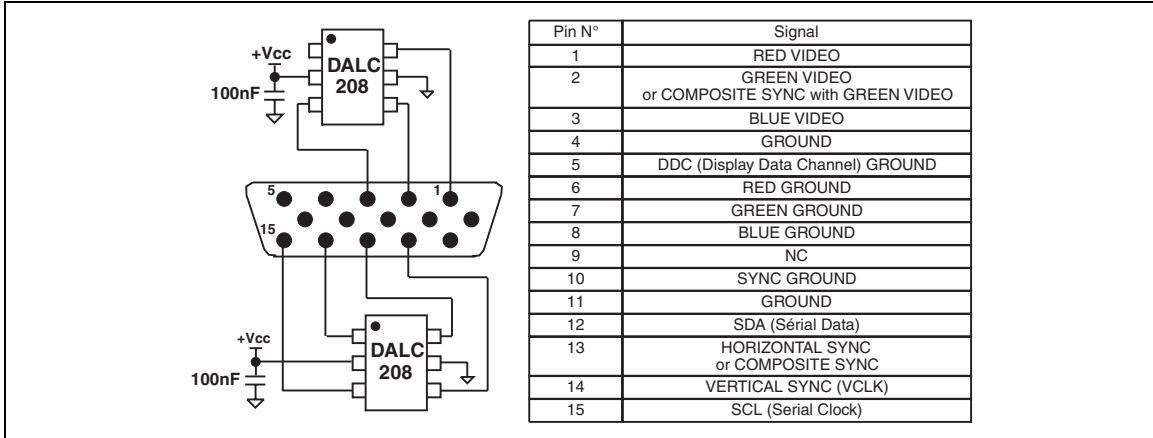 +Vcc
DALC
208
100nF
5
1
15
+Vcc
DALC
208
100nF
Pin N° Signal
1 RED VIDEO
2 GREEN VIDEO
or COMPOSITE SYNC with GREEN VIDEO
3 BLUE VIDEO
4 GROUND
5 DDC (Display Data Channel) GROUND
6 RED GROUND
7 GREEN GROUND
8 BLUE GROUND
9 NC
10 SYNC GROUND
11 GROUND
12 SDA (Sérial Data)
13 HORIZONTAL SYNC
or COMPOSITE SYNC
14 VERTICAL SYNC (VCLK)
15 SCL (Serial Clock)